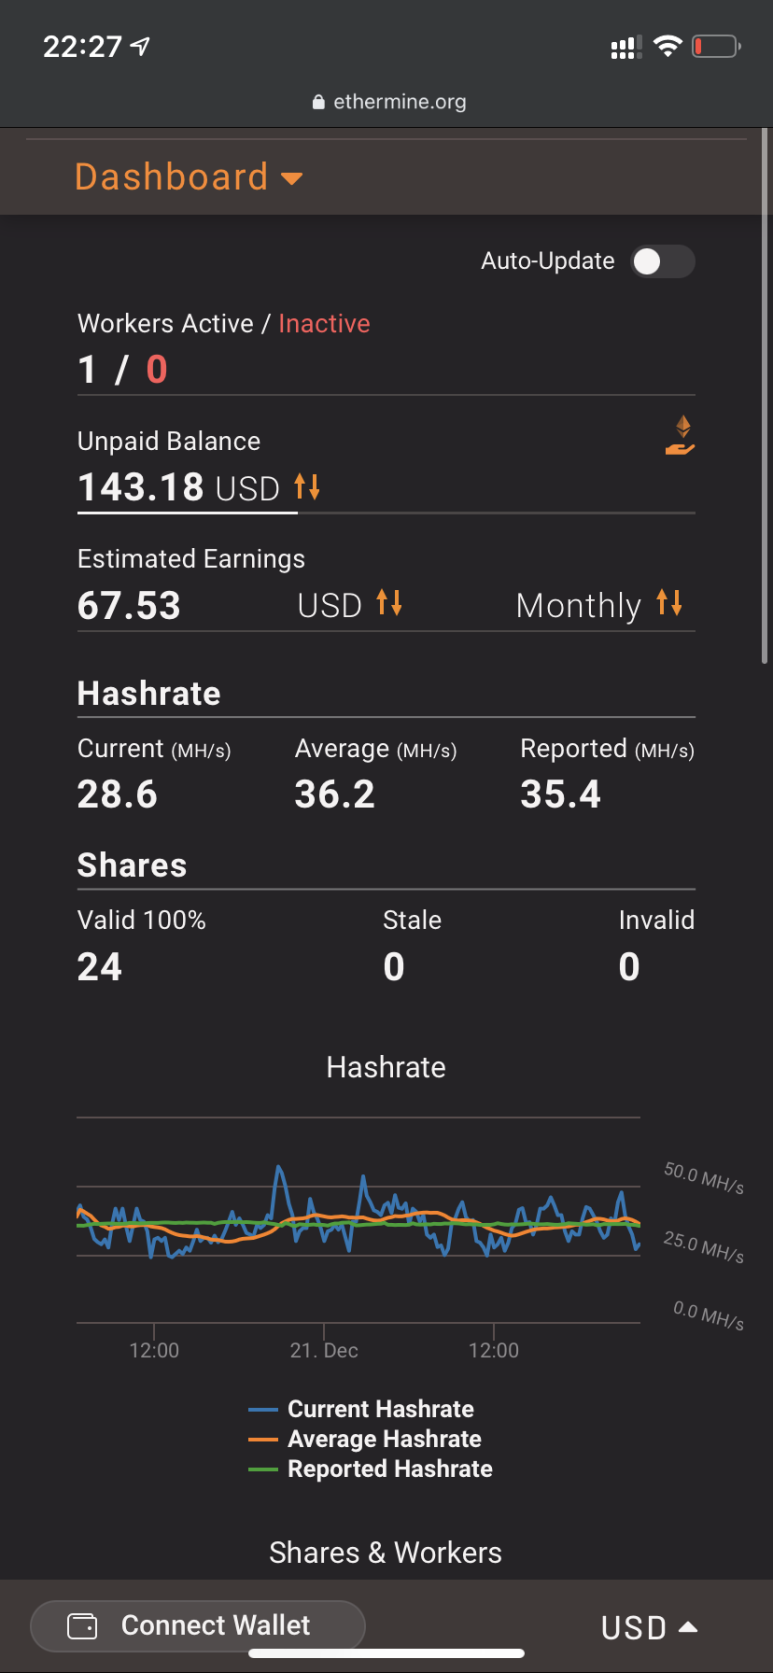 22:27
ethermine.org
Dashboard
Auto-Update
Workers Active / Inactive
1 / 0
Unpaid Balance
143.18 USD
Estimated Earnings
67.53 USD Monthly
Hashrate
Current (MH/s) Average (MH/s) Reported (MH/s)
28.6 36.2 35.4
Shares
Valid 100% Stale Invalid
24 0 0
Hashrate
50.0 MH/s
25.0 MH/s
0.0 MH/s
12:00 21. Dec 12:00
Current Hashrate
Average Hashrate
Reported Hashrate
Shares & Workers
Connect Wallet USD